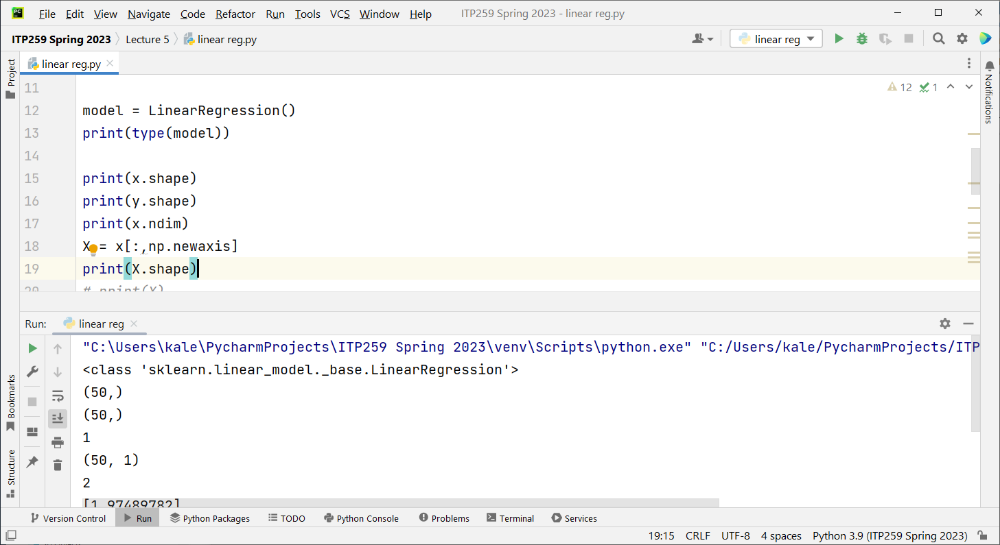 PC
File Edit View Navigate Code Refactor Run Tools VCS Window Help ITP259 Spring 2023 - linear reg.py
ITP259 Spring 2023 Lecture 5 linear reg.py linear reg
Project
linear reg.py
Notifications
12 1
11
12 model = LinearRegression()
13 print(type(model))
14
15 print(x.shape)
16 print(y.shape)
17 print(x.ndim)
18 X = x[:,np.newaxis]
19 print(X.shape)
20 # print(X)
Run: linear reg
"C:\Users\kale\PycharmProjects\ITP259 Spring 2023\venv\Scripts\python.exe" "C:/Users/kale/PycharmProjects/ITP
<class 'sklearn.linear_model._base.LinearRegression'>
(50,)
(50,)
1
(50, 1)
2
[1.97489782]
Bookmarks
Structure
Version Control Run Python Packages TODO Python Console Problems Terminal Services
19:15 CRLF UTF-8 4 spaces Python 3.9 (ITP259 Spring 2023)